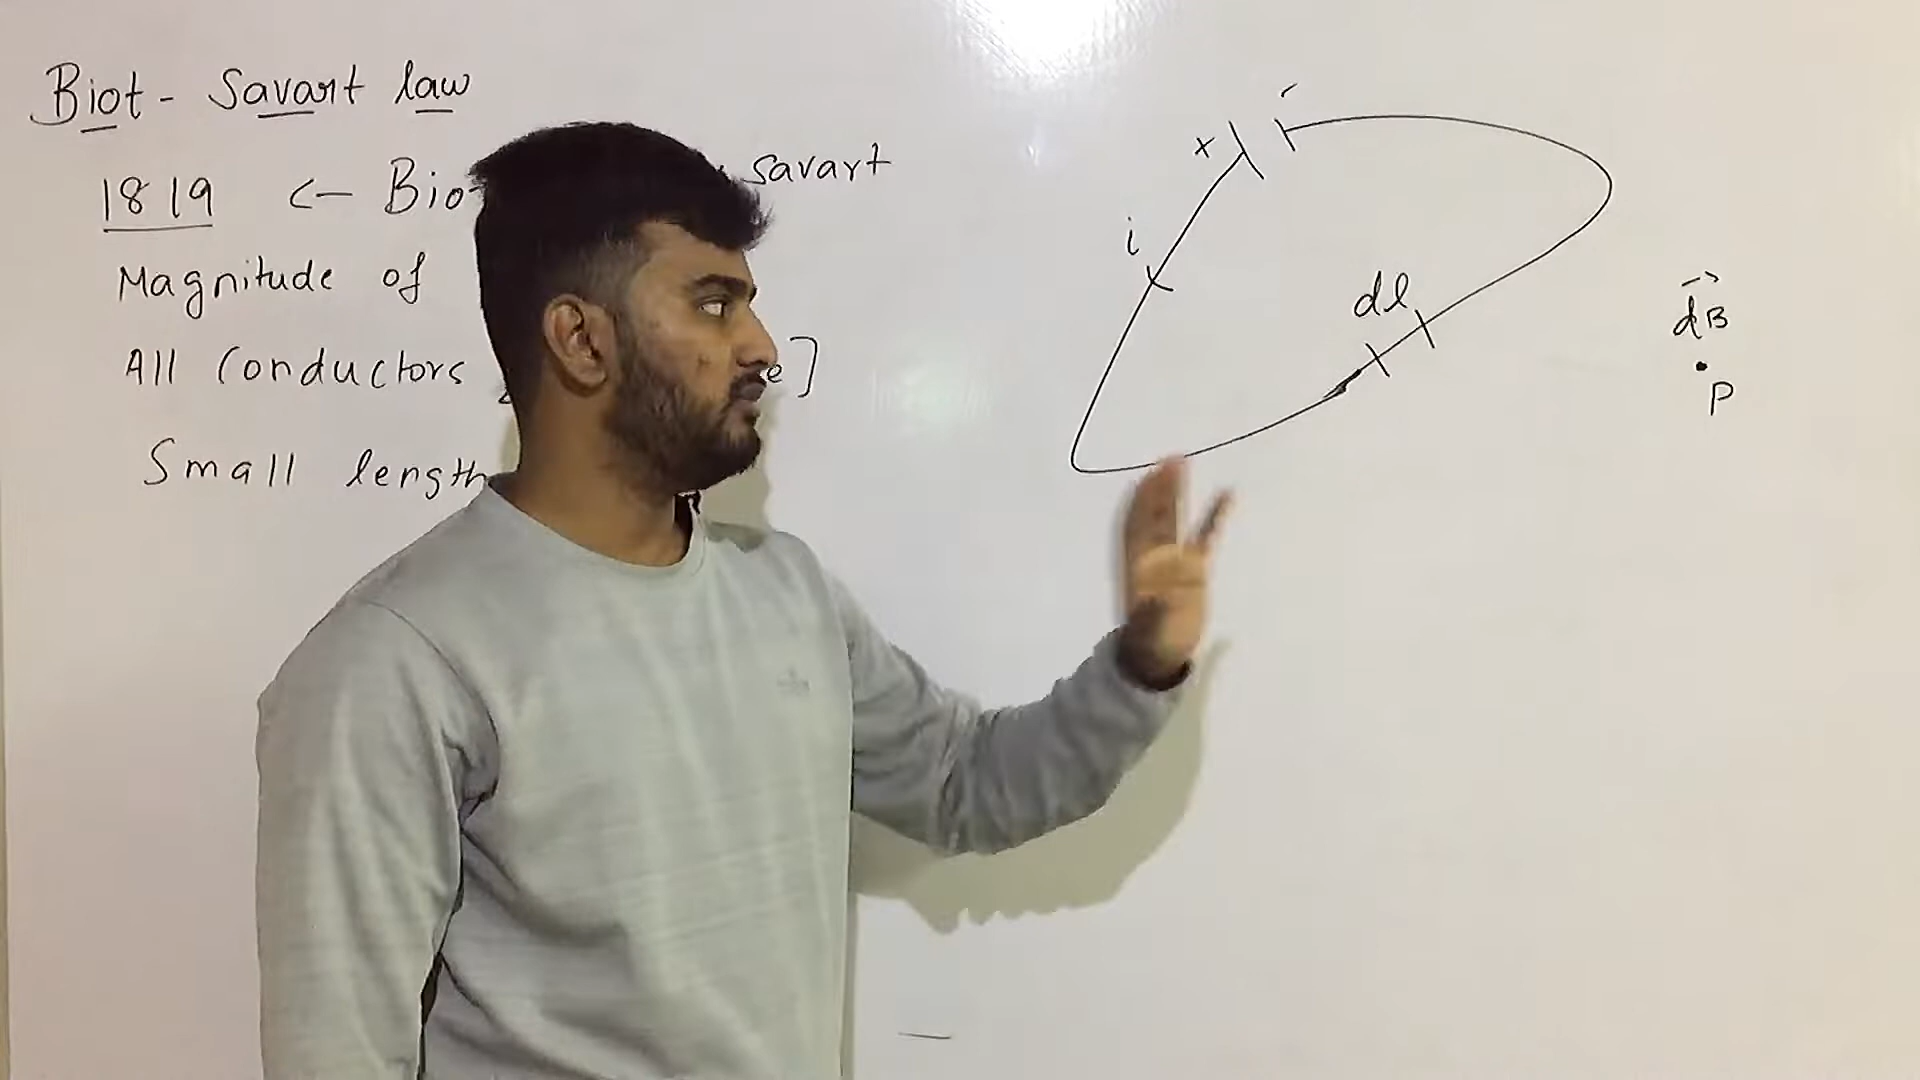 Biot - Savart law
1819 <- Bio savart
Magnitude of
All Conductors e]
Small length
+ -
i
dl
dB
P